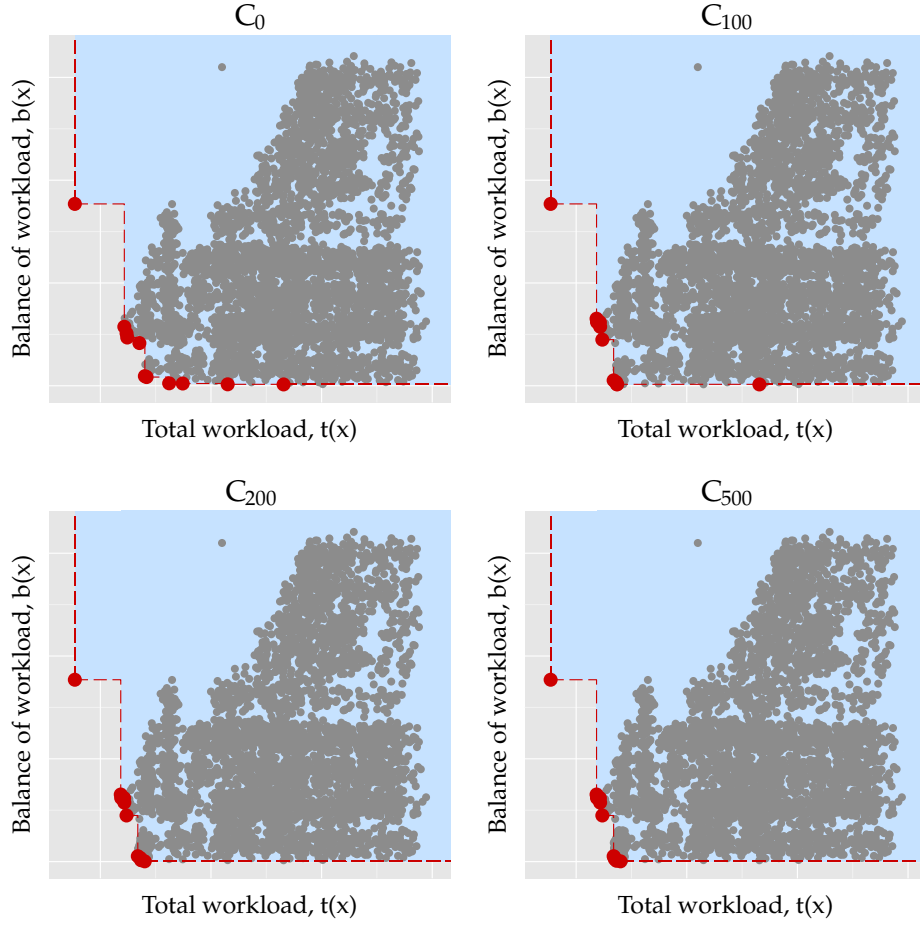 C₀
C₁₀₀
Balance of workload, b(x)
Balance of workload, b(x)
Total workload, t(x)
Total workload, t(x)
C₂₀₀
C₅₀₀
Balance of workload, b(x)
Balance of workload, b(x)
Total workload, t(x)
Total workload, t(x)